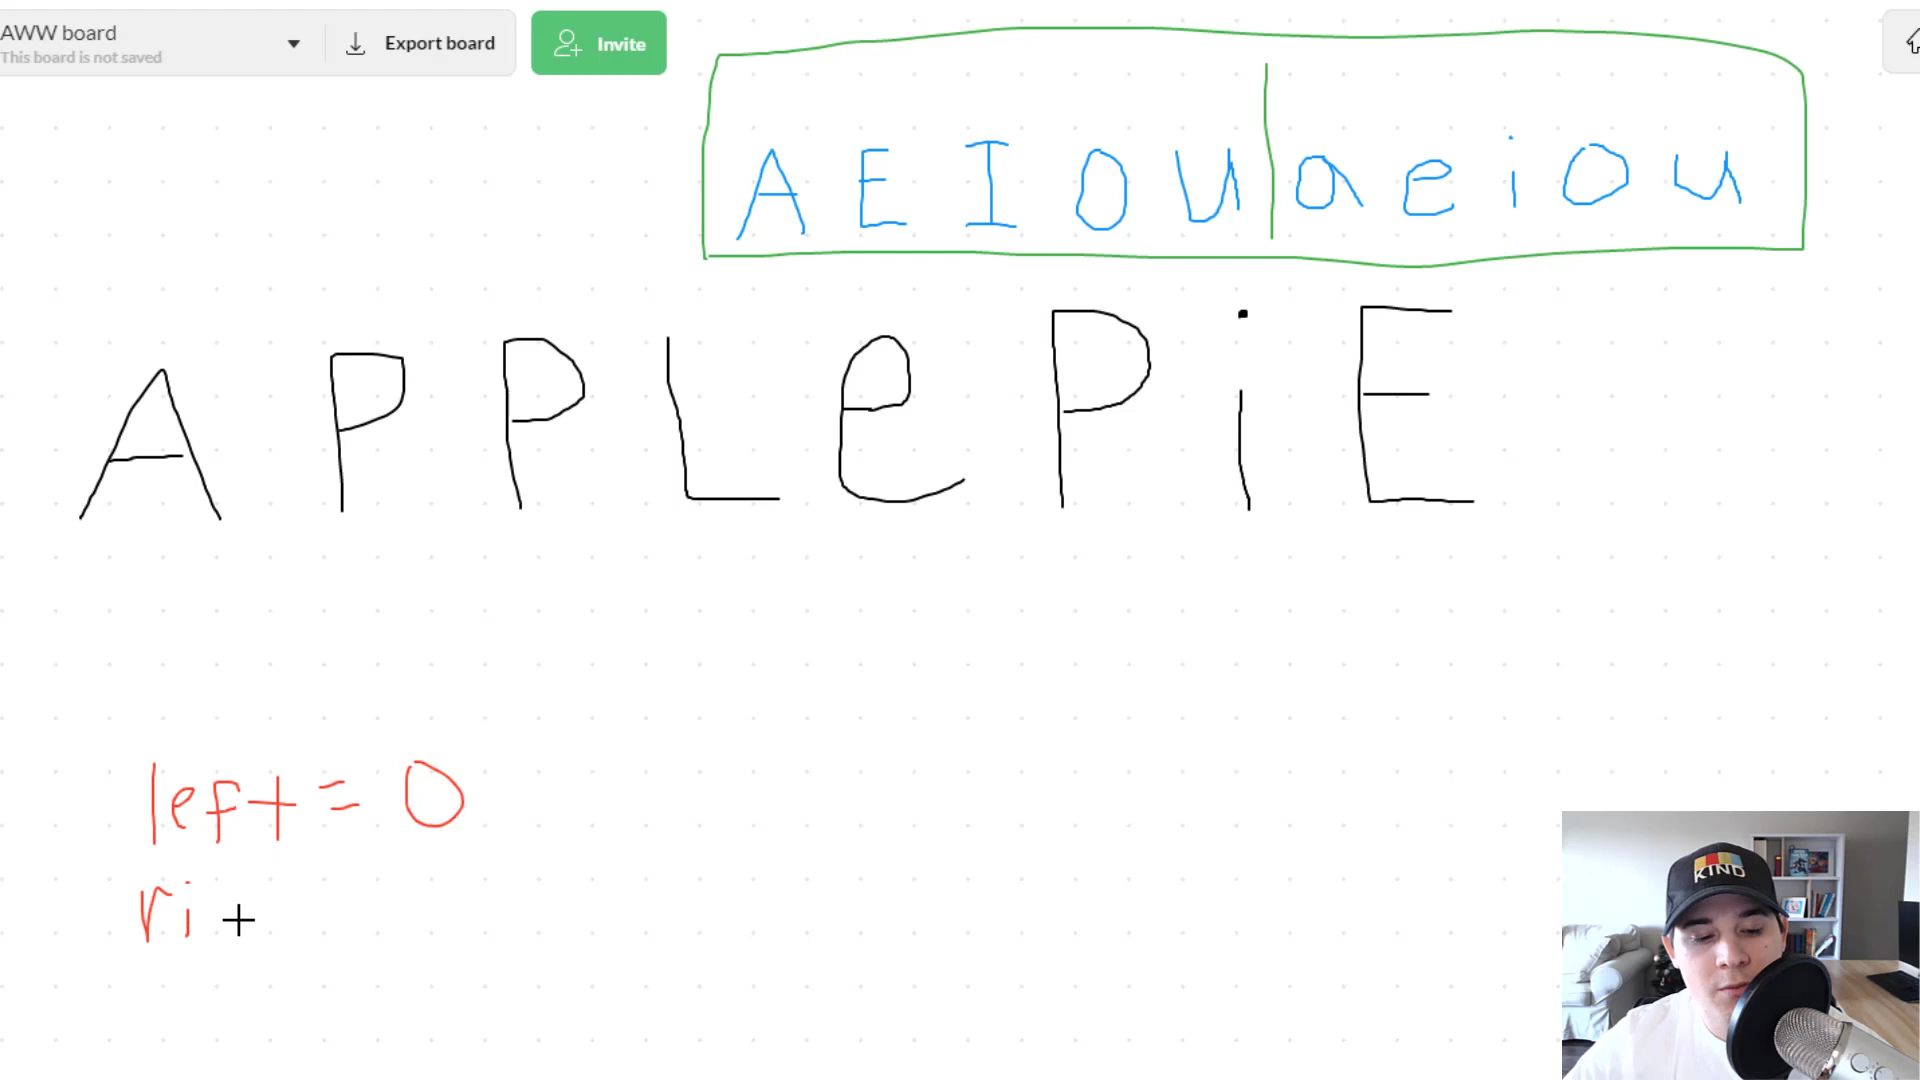 AWW board
This board is not saved
Export board
Invite
A E I O U a e i o u
A P P L e P i E
left = 0
ri
KIND